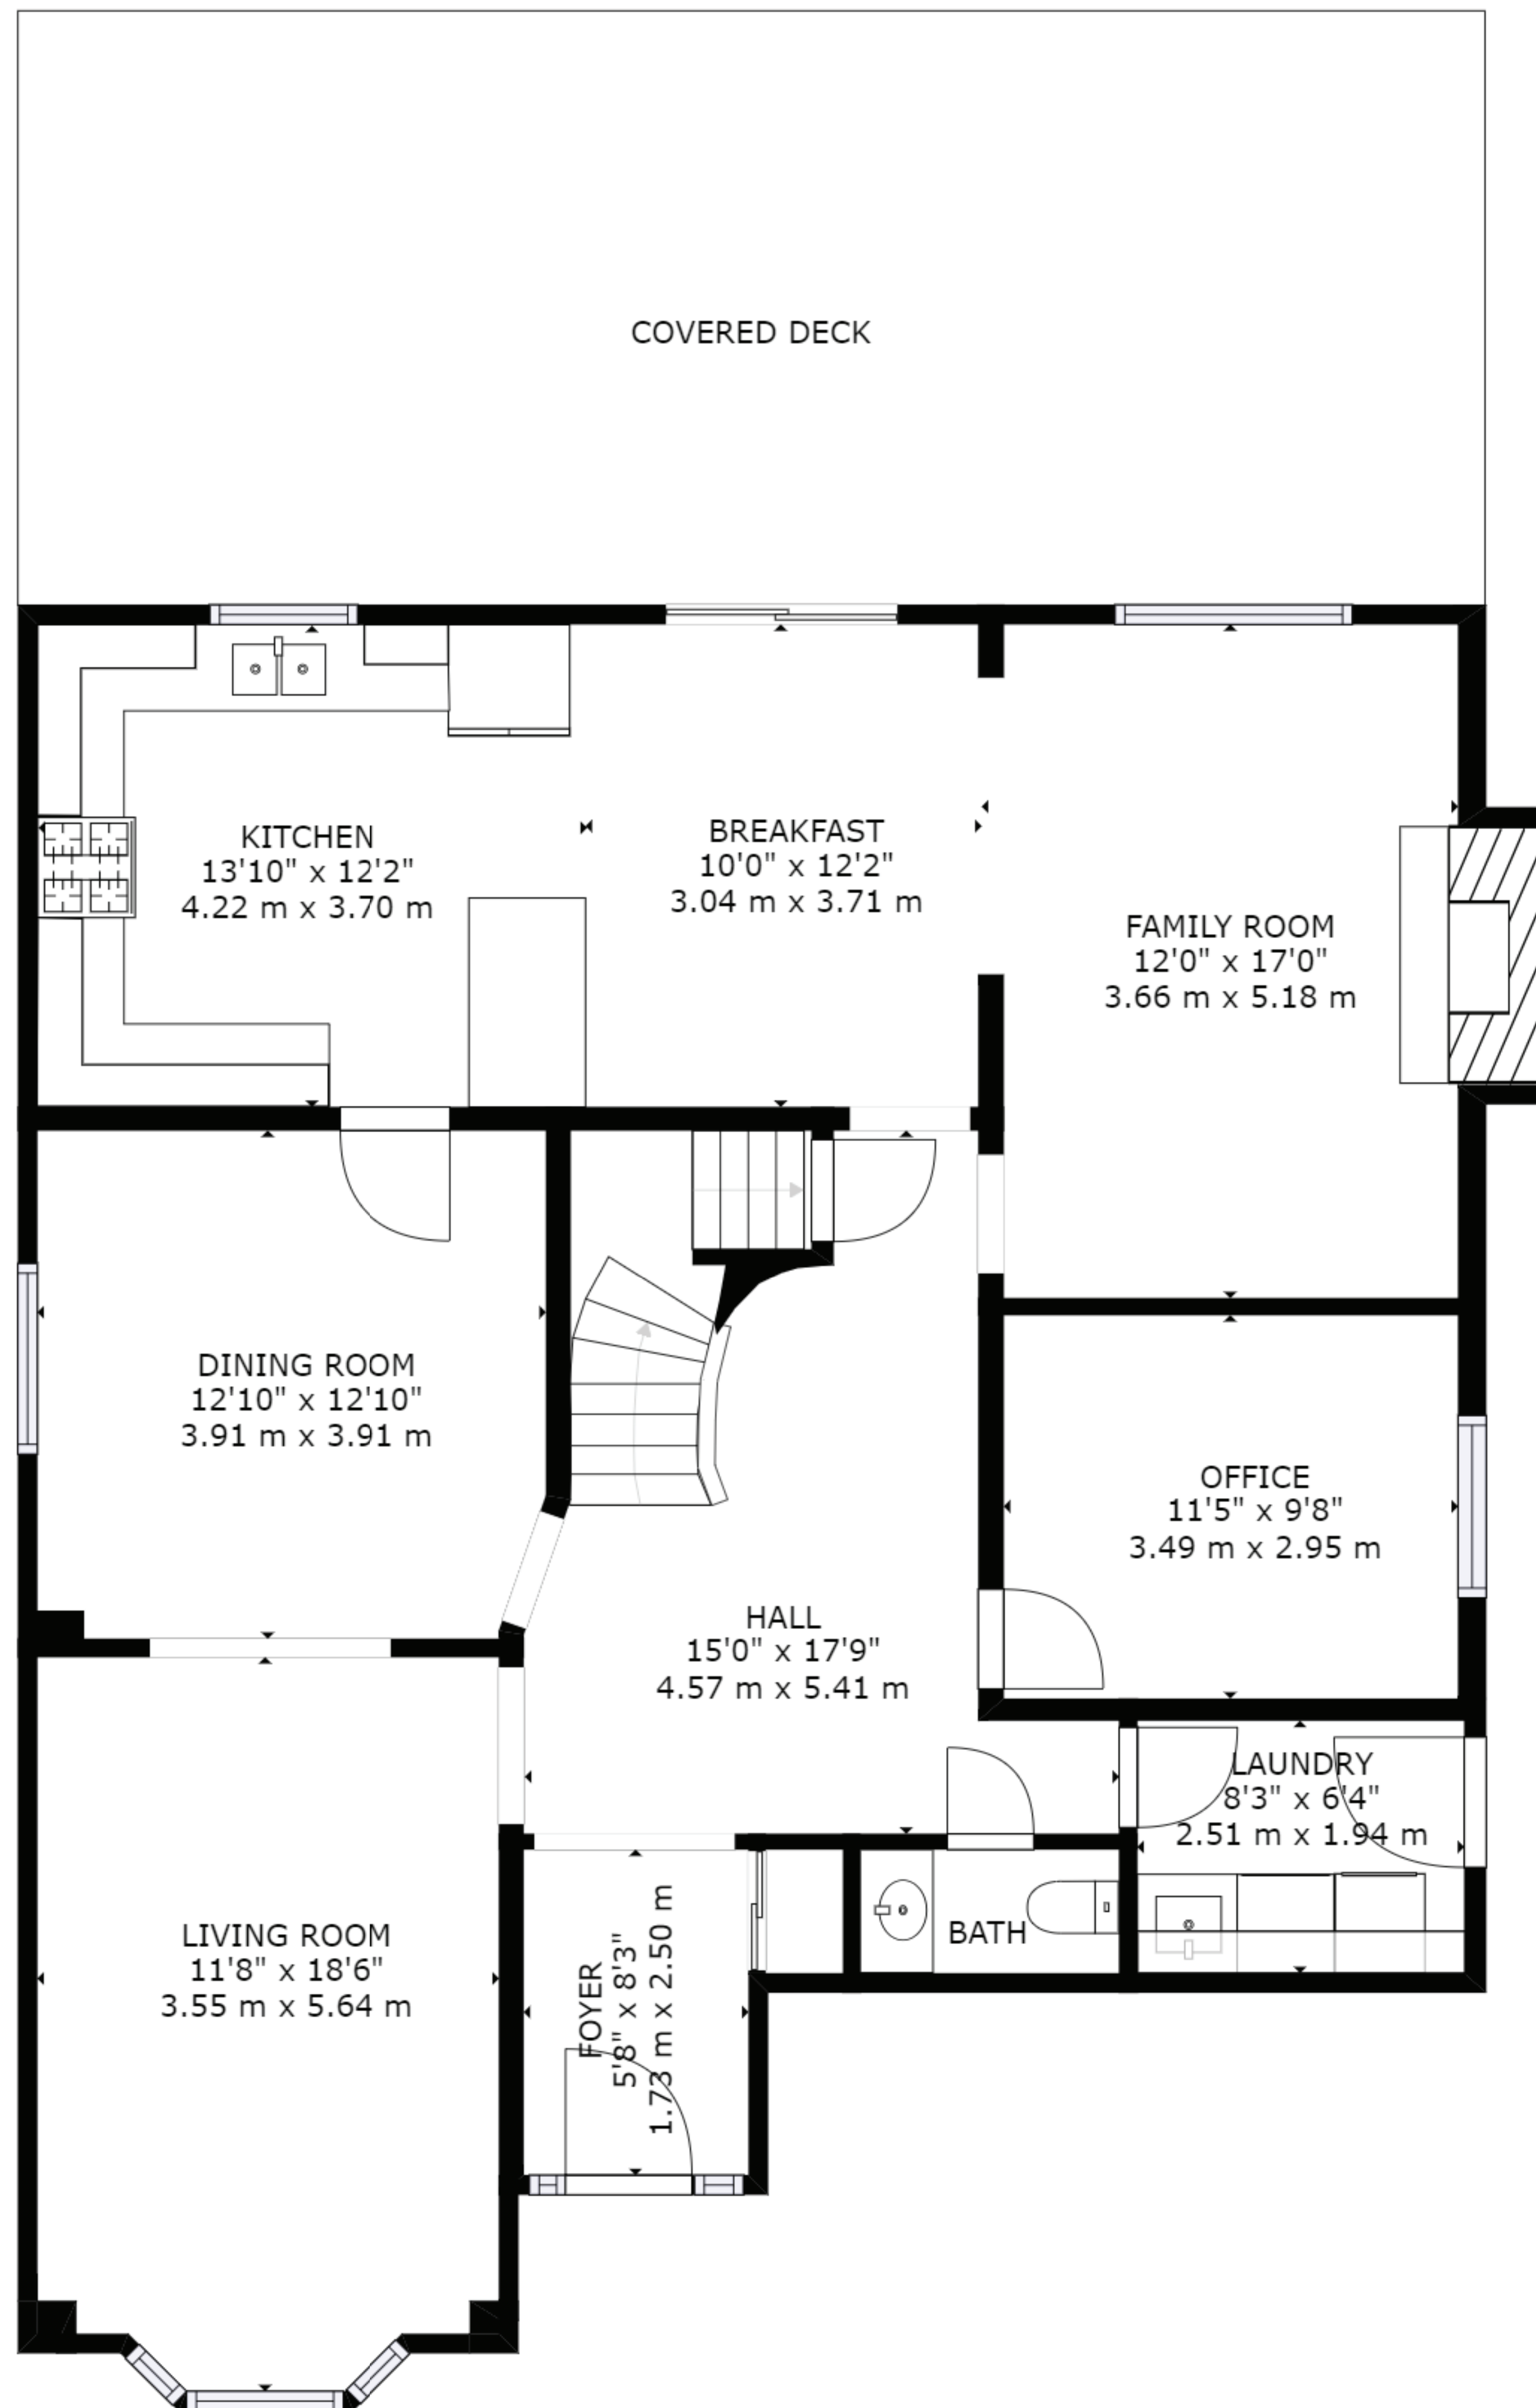 COVERED DECK
KITCHEN
13'10" x 12'2"
4.22 m x 3.70 m
BREAKFAST
10'0" x 12'2"
3.04 m x 3.71 m
FAMILY ROOM
12'0" x 17'0"
3.66 m x 5.18 m
DINING ROOM
12'10" x 12'10"
3.91 m x 3.91 m
OFFICE
11'5" x 9'8"
3.49 m x 2.95 m
HALL
15'0" x 17'9"
4.57 m x 5.41 m
LAUNDRY
8'3" x 6'4"
2.51 m x 1.94 m
LIVING ROOM
11'8" x 18'6"
3.55 m x 5.64 m
FOYER
5'8" x 8'3"
1.73 m x 2.50 m
BATH